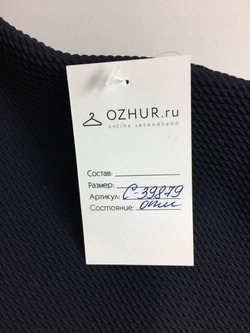 OZHUR.ru
online secondhand
Состав:
Размер:
Артикул: С-39879
Состояние: отл